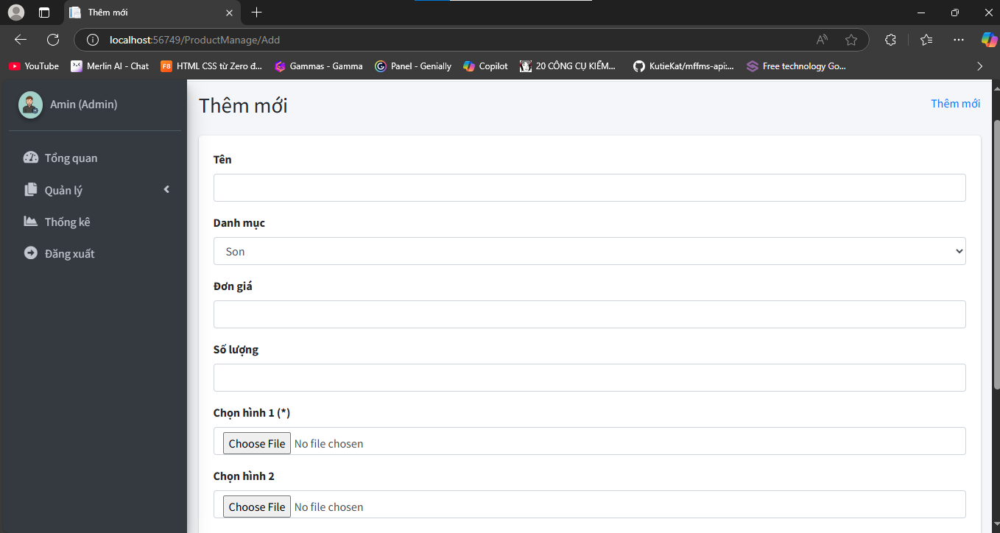 Thêm mới
localhost:56749/ProductManage/Add
YouTube
Merlin AI - Chat
HTML CSS từ Zero đ...
Gammas - Gamma
Panel - Genially
Copilot
20 CÔNG CỤ KIẾM...
KutieKat/mffms-api:...
Free technology Go...
Amin (Admin)
Tổng quan
Quản lý
Thống kê
Đăng xuất
Thêm mới
Thêm mới
Tên
Danh mục
Son
Đơn giá
Số lượng
Chọn hình 1 (*)
Choose File No file chosen
Chọn hình 2
Choose File No file chosen